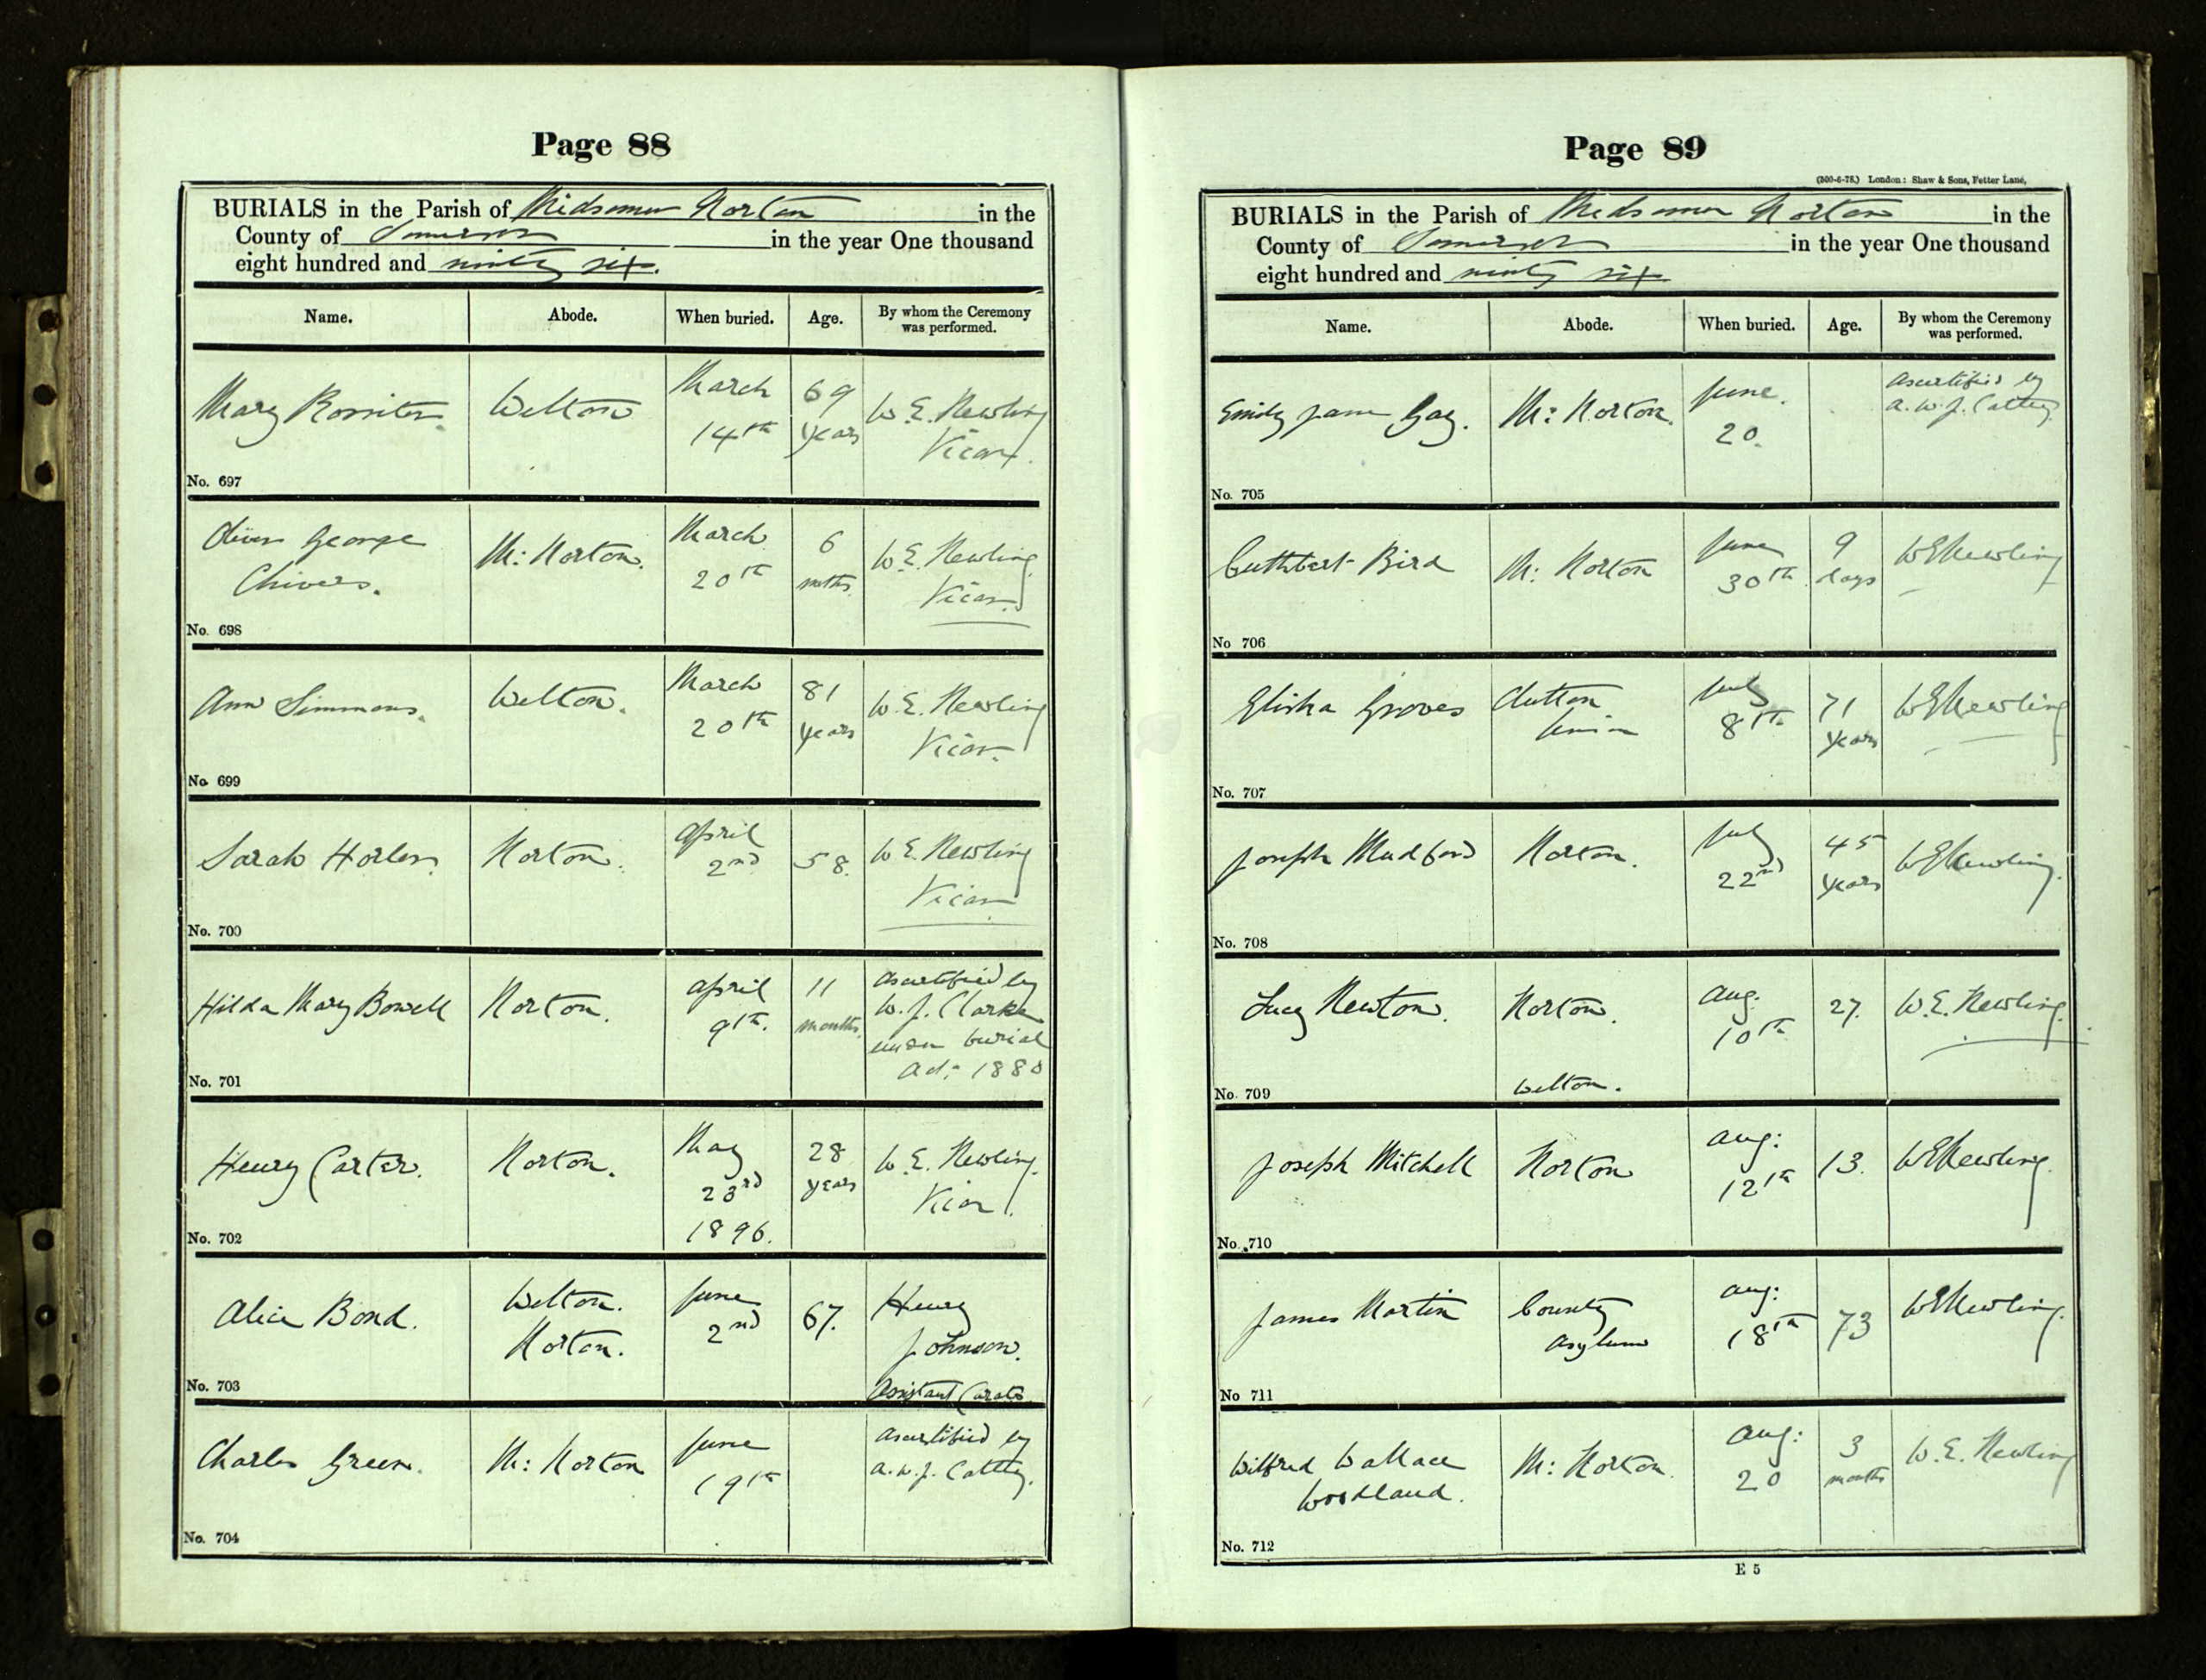 Page 88
BURIALS in the Parish of Midsomer Norton in the
County of Somerset in the year One thousand
eight hundred and ninety six.
Name. Abode. When buried. Age. By whom the Ceremony was performed.
Mary Rossiter Welton March 14th 69 years W. E. Newling Vicar.
No. 697
Oliver George Chivers. M: Norton. March 20th 6 mths W. E. Newling Vicar.
No. 698
Ann Simmons. Welton. March 20th 81 years W. E. Newling Vicar.
No. 699
Sarah Horler. Norton. April 2nd 58. W E. Newling Vicar
No. 700
Hilda Mary Bowell Norton. April 9th. 11 months. As certified by W. J. Clarke under burial Act 1880
No. 701
Henry Carter. Norton. May 23rd 1896. 28 years W. E. Newling. Vicar.
No. 702
Alice Bond. Welton. Norton. June 2nd 67. Henry Johnson. Assistant Curate
No. 703
Charles Green. M: Norton June 19th As certified by A. W. J.
No. 704
Page 89
(300-6-78.) London: Shaw & Sons, Fetter Lane,
BURIALS in the Parish of Midsomer Norton in the
County of Somerset in the year One thousand
eight hundred and ninety six
Name. Abode. When buried. Age. By whom the Ceremony was performed.
Emily Jane Gay. M: Norton. June. 20. As certified by A. W. J.
No. 705
Cuthbert Bird M: Norton June 30th 9 days W E Newling
No 706
Elisha Groves Clutton Union July 8th 71 years W E Newling
No. 707
Joseph Mudford Norton. July 22nd 45 years W E Newling.
No. 708
Lucy Newton. Norton. Welton. Aug. 10th 27. W. E. Newling.
No. 709
Joseph Mitchell Norton Aug: 12th 13. W E Newling.
No. 710
James Martin County Asylum Aug: 18th 73 W E Newling.
No 711
Wilfred Wallace Woodland. M: Norton. Aug: 20 3 months W. E. Newling
No. 712
E 5